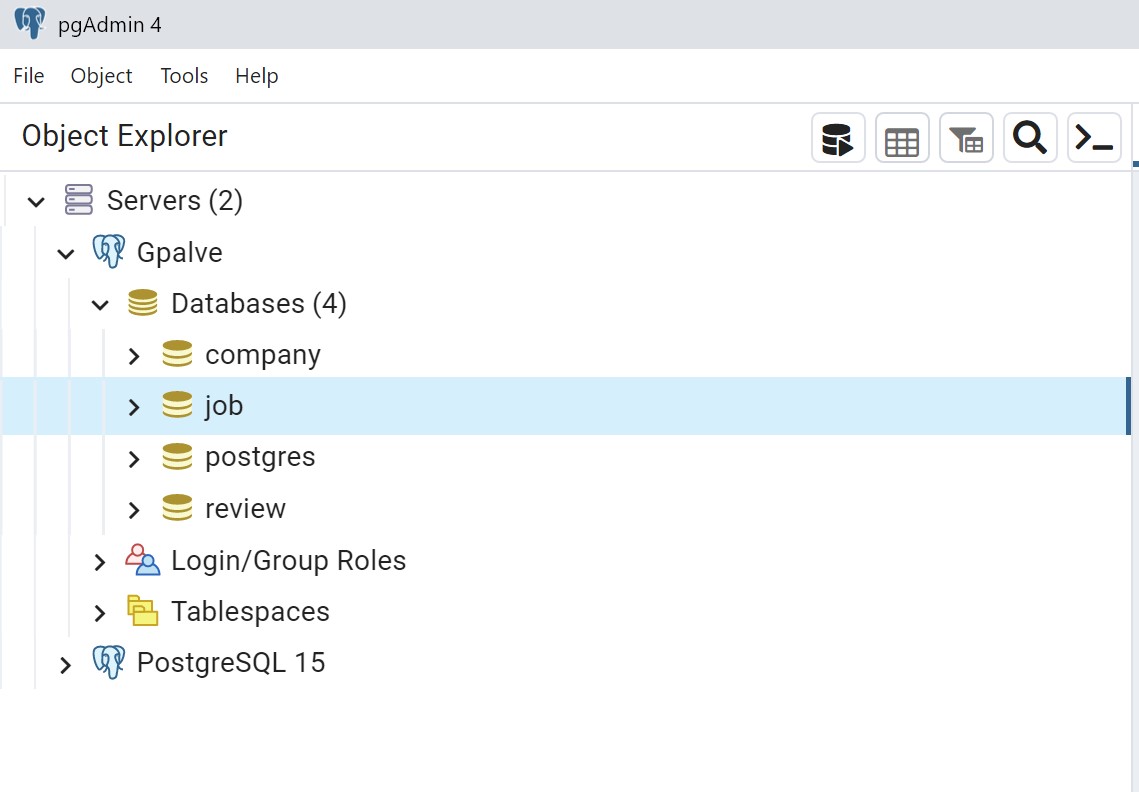 pgAdmin 4
File Object Tools Help
Object Explorer
Servers (2)
Gpalve
Databases (4)
company
job
postgres
review
Login/Group Roles
Tablespaces
PostgreSQL 15